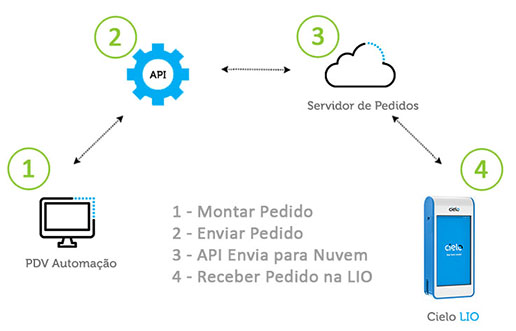 2
3
API
Servidor de Pedidos
1
4
PDV Automação
1 - Montar Pedido
2 - Enviar Pedido
3 - API Envia para Nuvem
4 - Receber Pedido na LIO
cielo
cielo
Cielo LIO